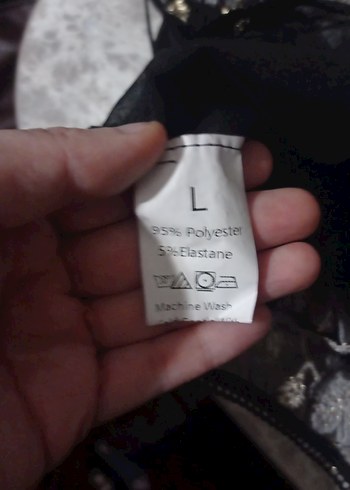 L
95% Polyester
5% Elastane
Machine Wash